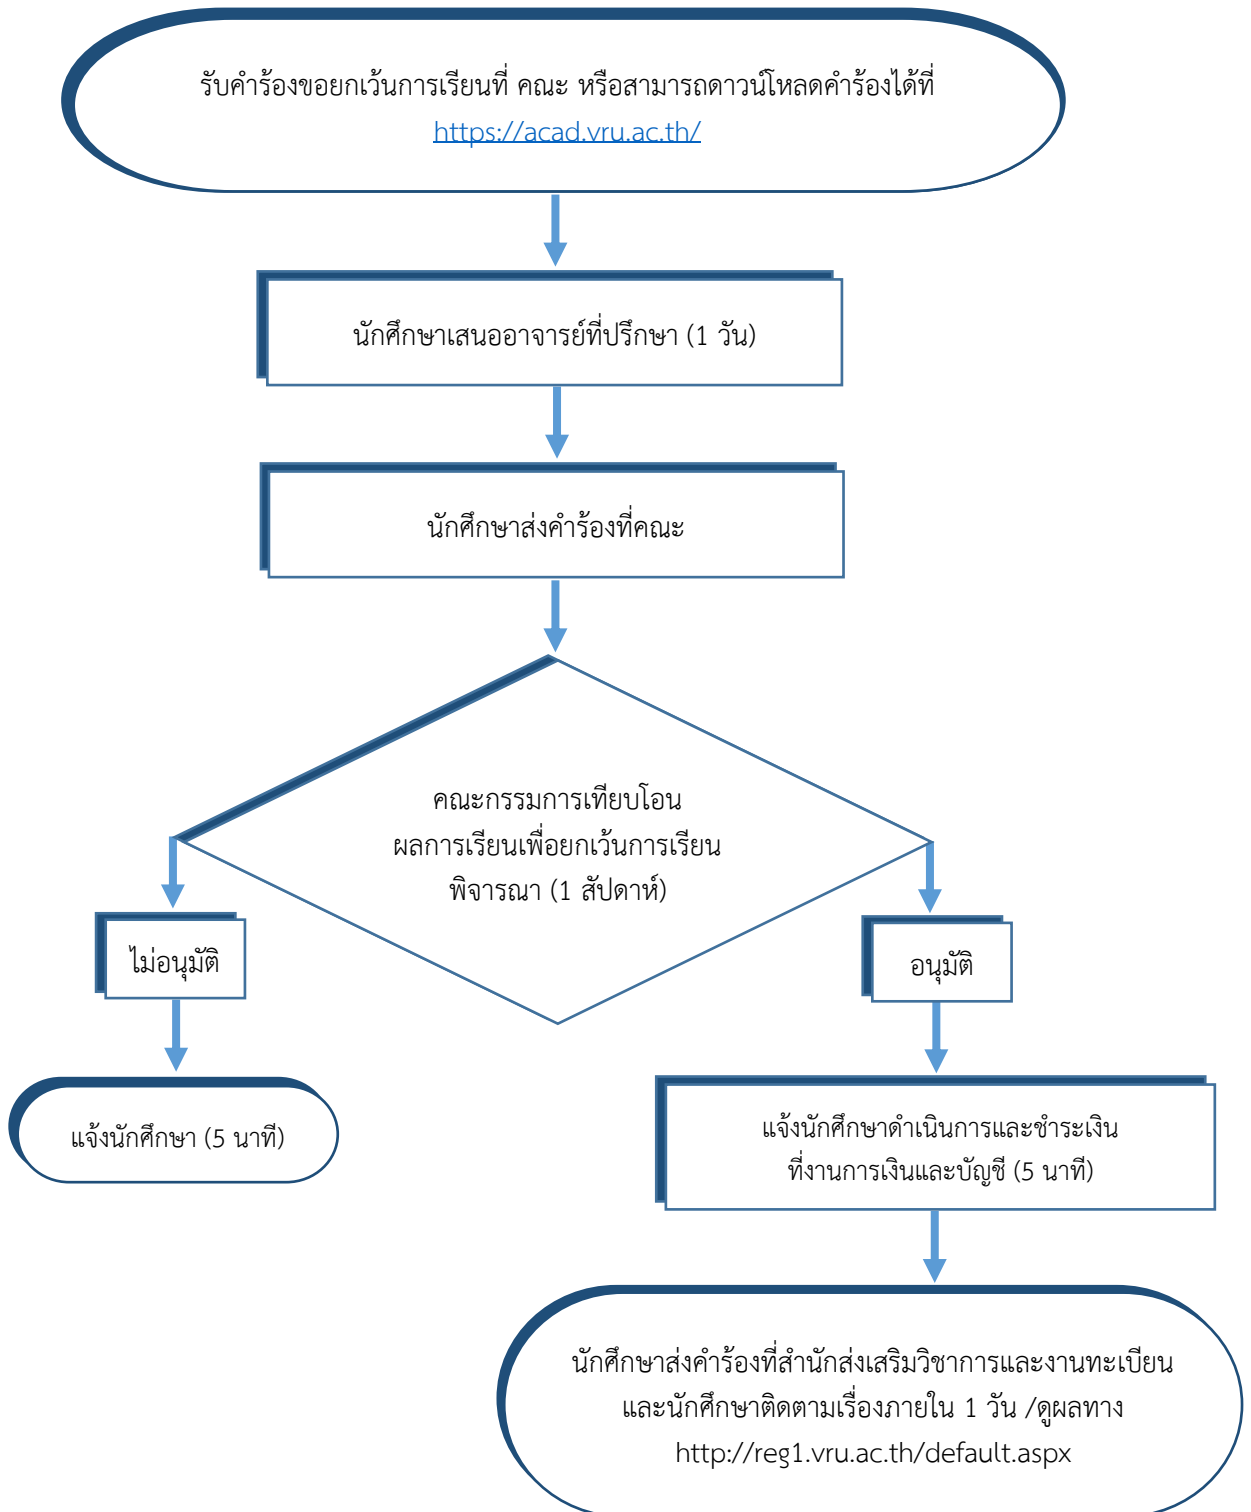 รับคำร้องขอยกเว้นการเรียนที่ คณะ หรือสามารถดาวน์โหลดคำร้องได้ที่
https://acad.vru.ac.th/
นักศึกษาเสนออาจารย์ที่ปรึกษา (1 วัน)
นักศึกษาส่งคำร้องที่คณะ
คณะกรรมการเทียบโอน
ผลการเรียนเพื่อยกเว้นการเรียน
พิจารณา (1 สัปดาห์)
ไม่อนุมัติ
อนุมัติ
แจ้งนักศึกษา (5 นาที)
แจ้งนักศึกษาดำเนินการและชำระเงิน
ที่งานการเงินและบัญชี (5 นาที)
นักศึกษาส่งคำร้องที่สำนักส่งเสริมวิชาการและงานทะเบียน
และนักศึกษาติดตามเรื่องภายใน 1 วัน /ดูผลทาง
http://reg1.vru.ac.th/default.aspx